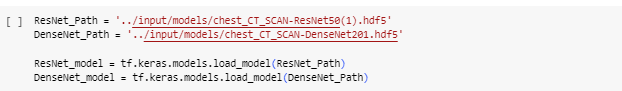 [ ] ResNet_Path = '../input/models/chest_CT_SCAN-ResNet50(1).hdf5'
DenseNet_Path = '../input/models/chest_CT_SCAN-DenseNet201.hdf5'
ResNet_model = tf.keras.models.load_model(ResNet_Path)
DenseNet_model = tf.keras.models.load_model(DenseNet_Path)